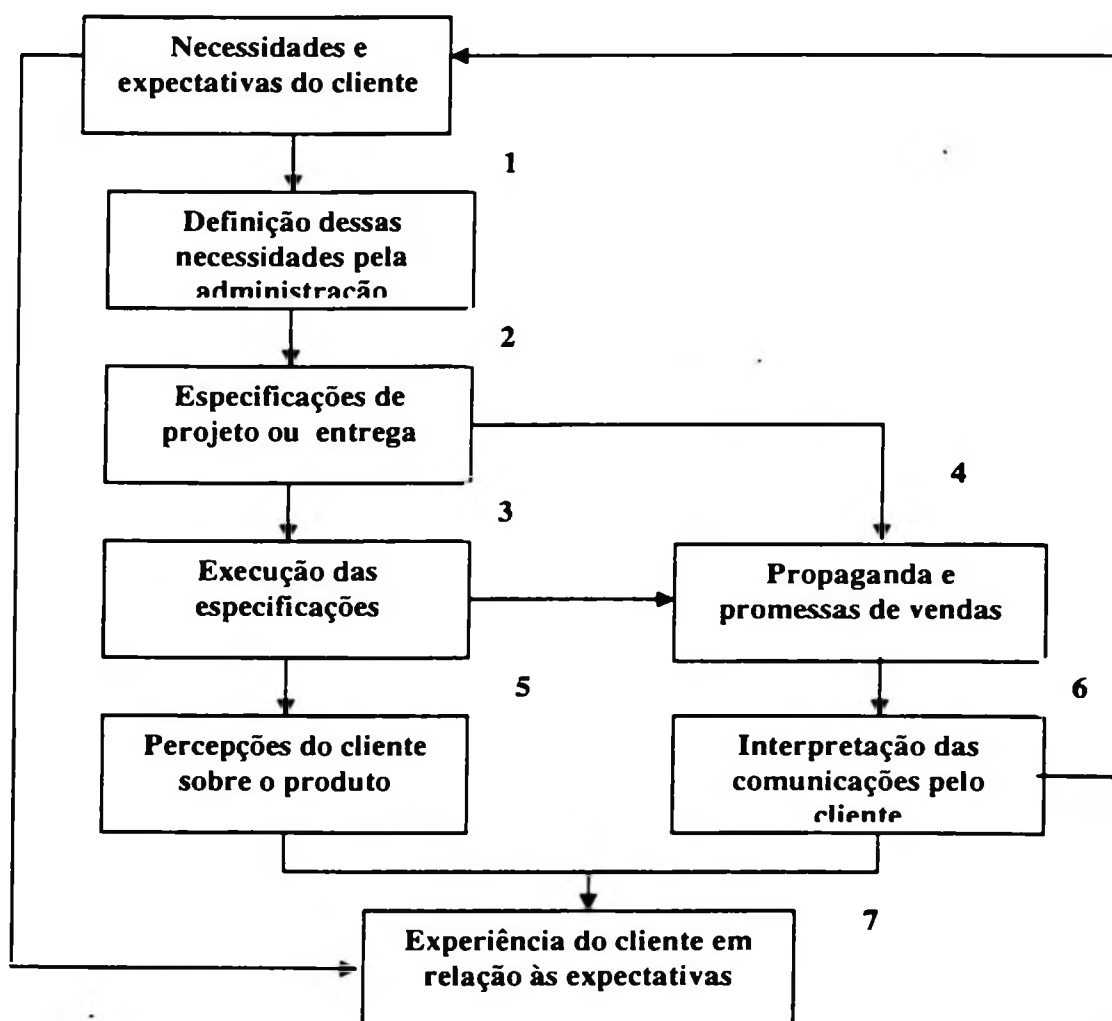 Necessidades e
expectativas do cliente
1
Definição dessas
necessidades pela
administração
2
Especificações de
projeto ou entrega
3
4
Execução das
especificações
Propaganda e
promessas de vendas
5
6
Percepções do cliente
sobre o produto
Interpretação das
comunicações pelo
cliente
7
Experiência do cliente em
relação às expectativas